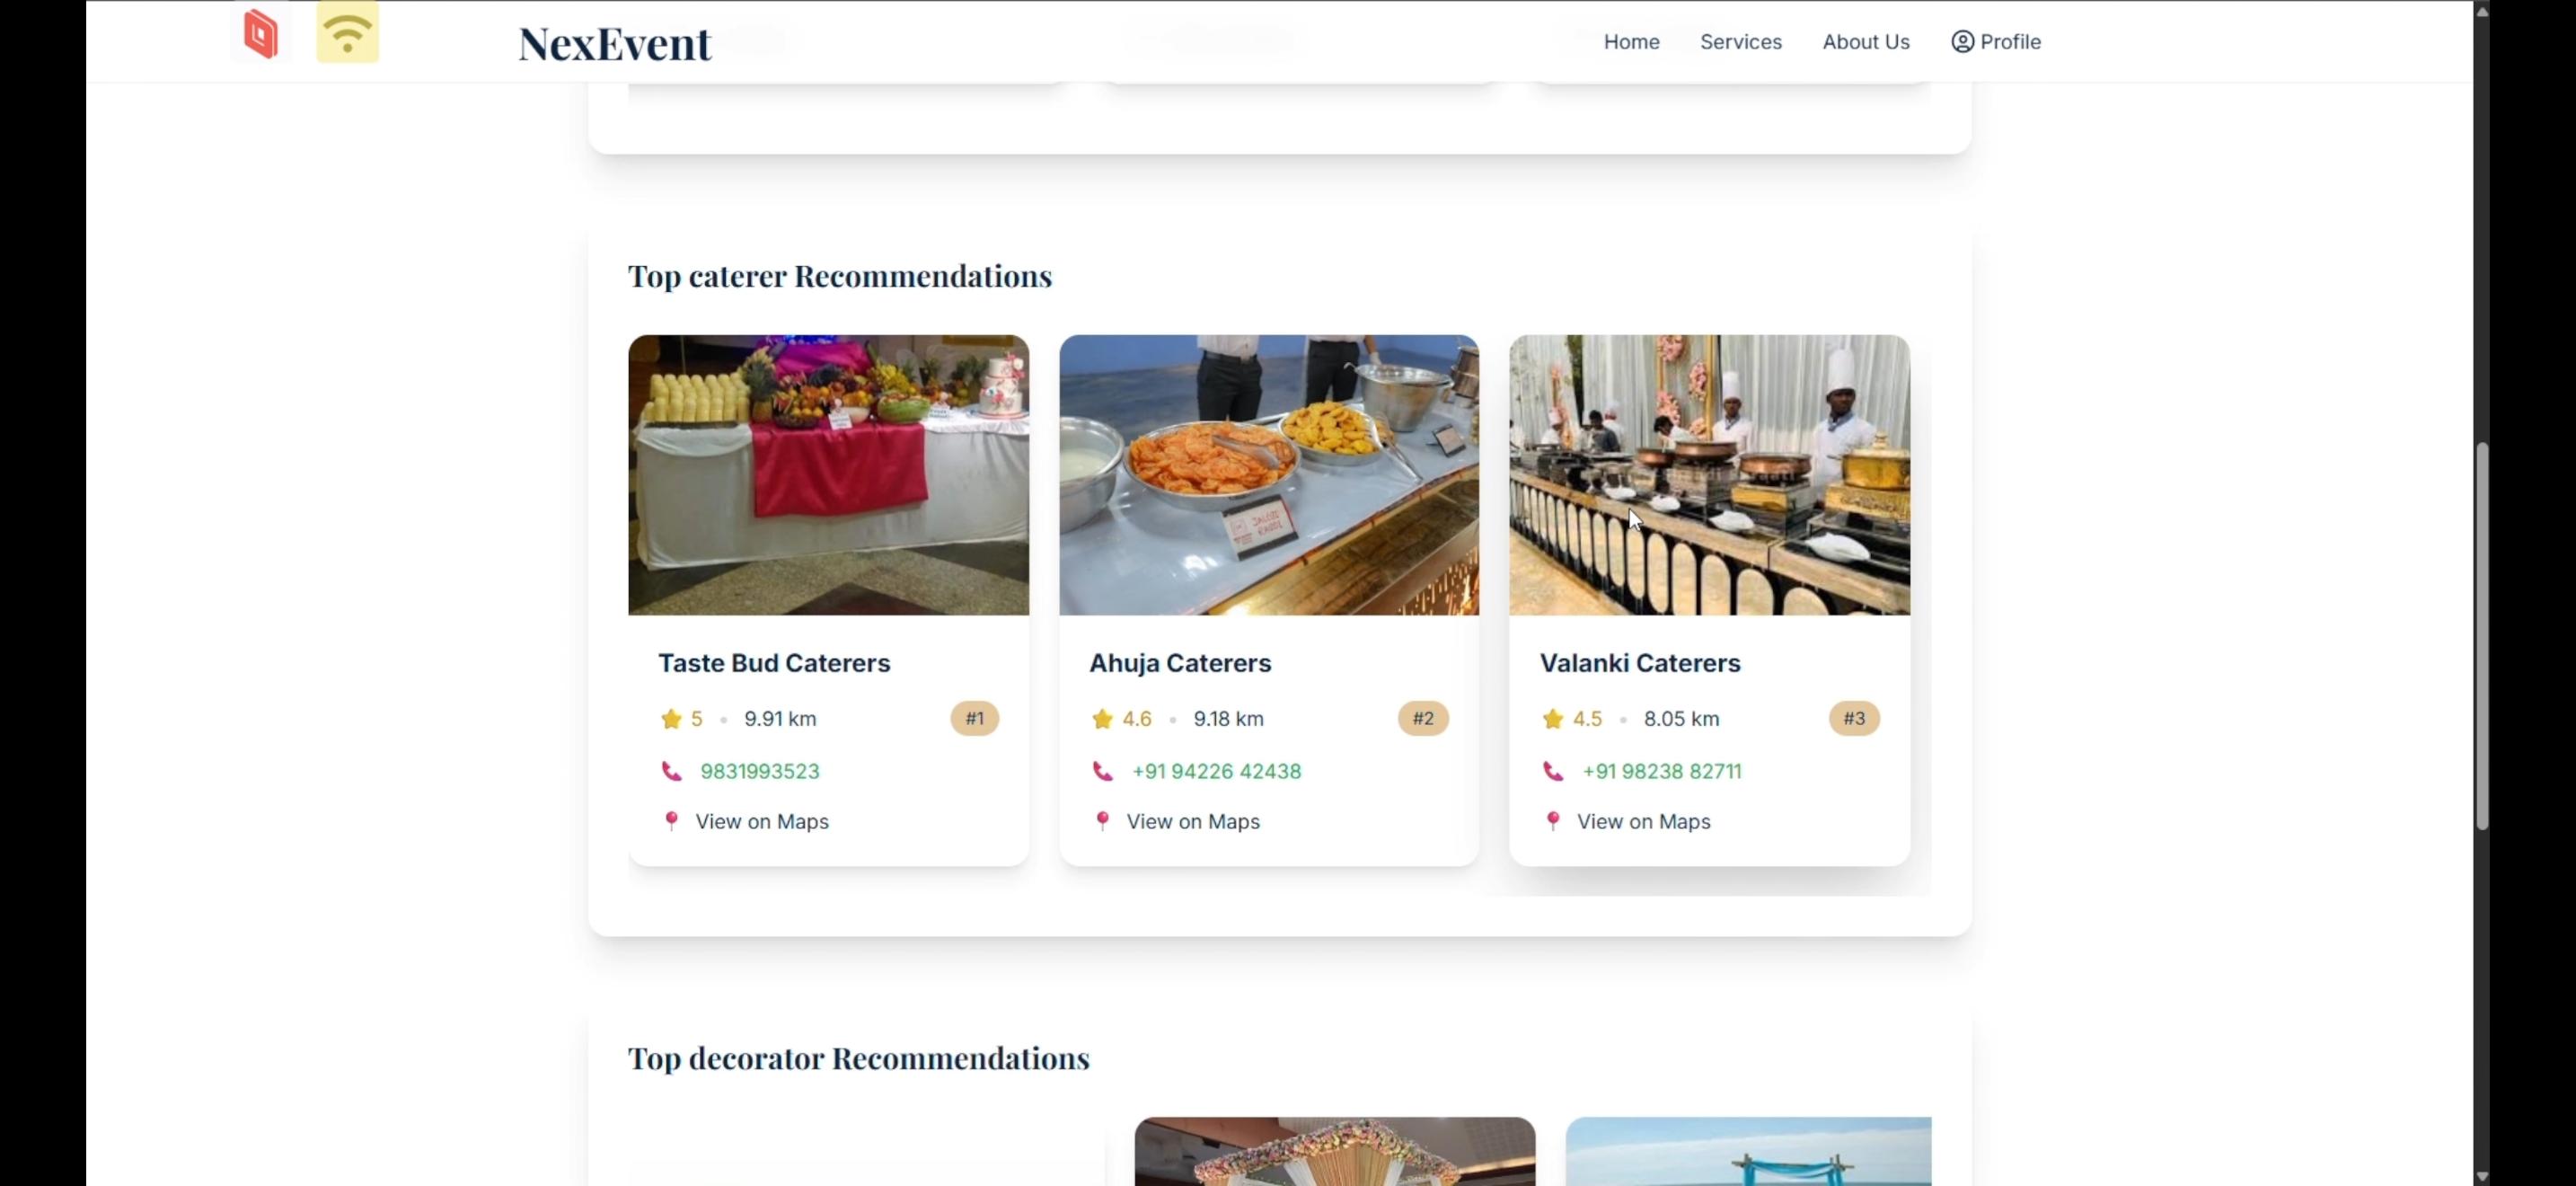 NexEvent
Home Services About Us Profile
Top caterer Recommendations
Taste Bud Caterers
5 • 9.91 km #1
9831993523
View on Maps
Ahuja Caterers
4.6 • 9.18 km #2
+91 94226 42438
View on Maps
Valanki Caterers
4.5 • 8.05 km #3
+91 98238 82711
View on Maps
Top decorator Recommendations